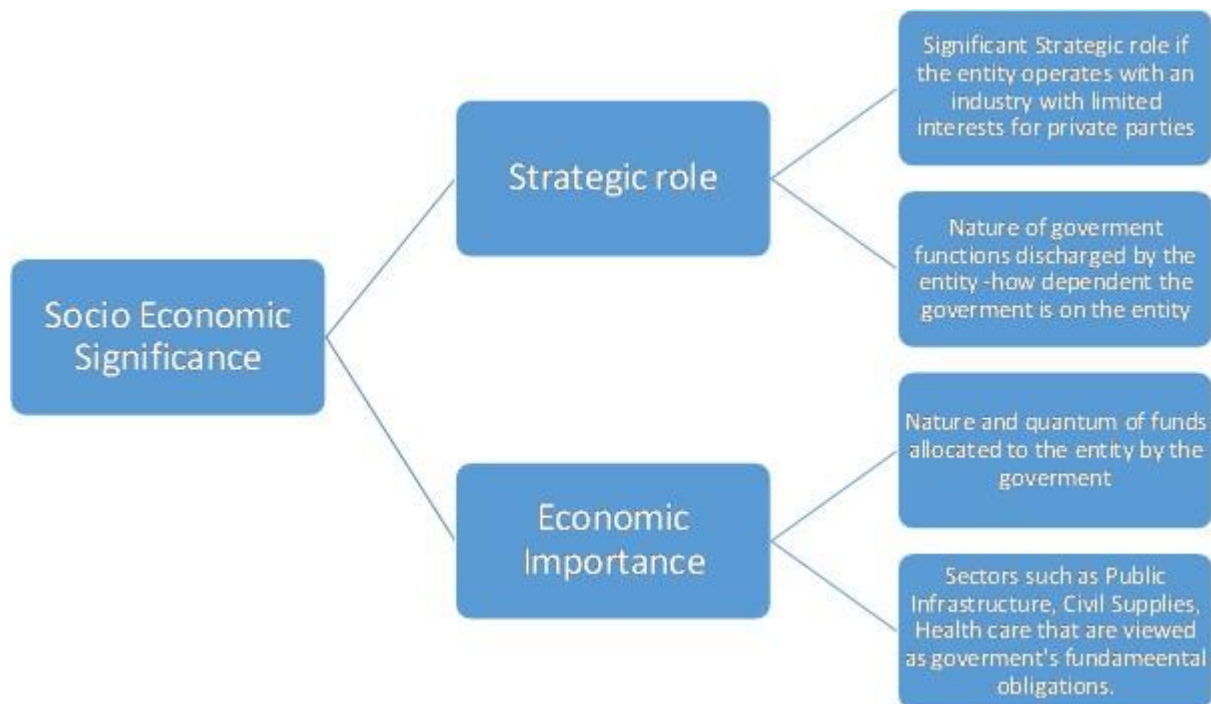 Socio Economic
Significance
Strategic role
Significant Strategic role if
the entity operates with an
industry with limited
interests for private parties
Nature of goverment
functions discharged by the
entity -how dependent the
goverment is on the entity
Economic
Importance
Nature and quantum of funds
allocated to the entity by the
goverment
Sectors such as Public
Infrastructure, Civil Supplies,
Health care that are viewed
as goverment's fundameental
obligations.